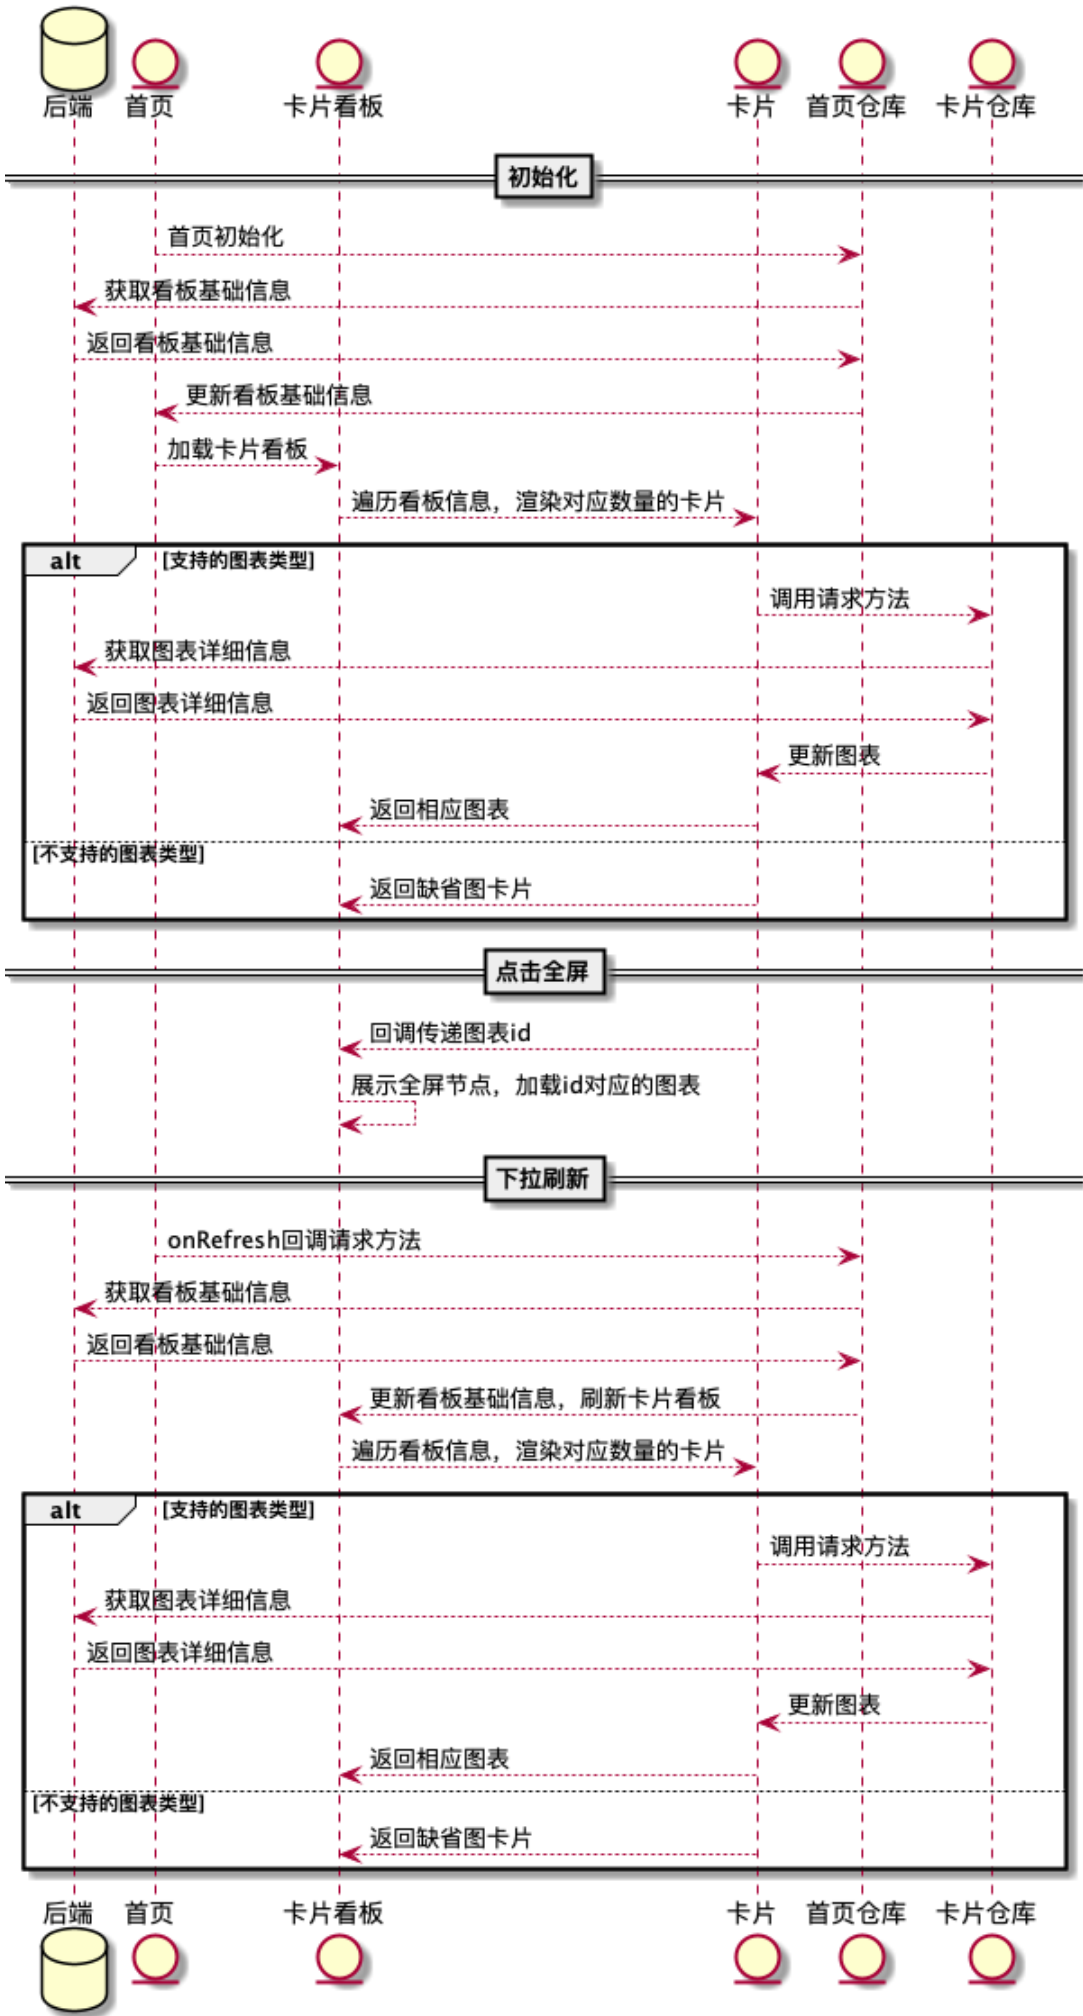 后端 首页 卡片看板 卡片 首页仓库 卡片仓库
初始化
首页初始化
获取看板基础信息
返回看板基础信息
更新看板基础信息
加载卡片看板
遍历看板信息，渲染对应数量的卡片
alt [支持的图表类型]
调用请求方法
获取图表详细信息
返回图表详细信息
更新图表
返回相应图表
[不支持的图表类型]
返回缺省图卡片
点击全屏
回调传递图表id
展示全屏节点，加载id对应的图表
下拉刷新
onRefresh回调请求方法
获取看板基础信息
返回看板基础信息
更新看板基础信息，刷新卡片看板
遍历看板信息，渲染对应数量的卡片
alt [支持的图表类型]
调用请求方法
获取图表详细信息
返回图表详细信息
更新图表
返回相应图表
[不支持的图表类型]
返回缺省图卡片
后端 首页 卡片看板 卡片 首页仓库 卡片仓库